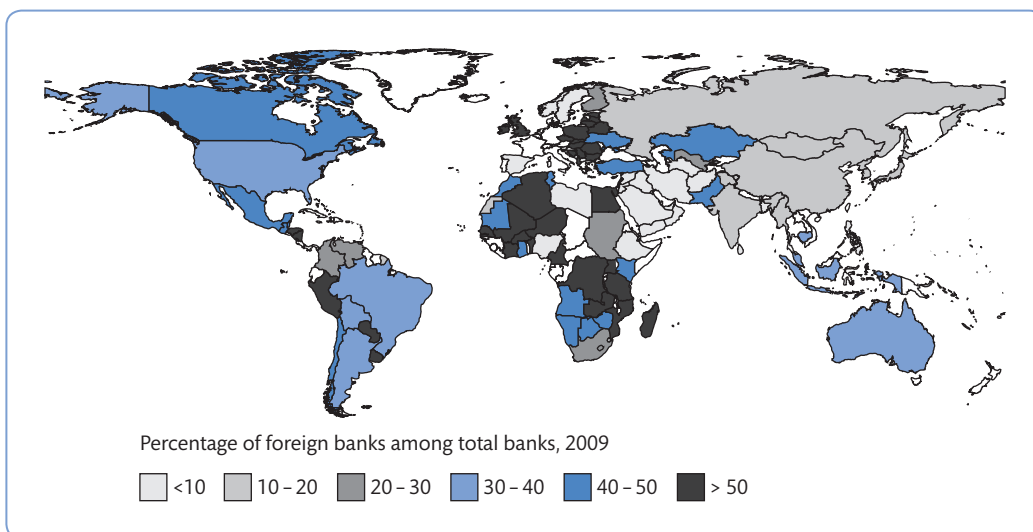 Percentage of foreign banks among total banks, 2009
<10 10 – 20 20 – 30 30 – 40 40 – 50 > 50